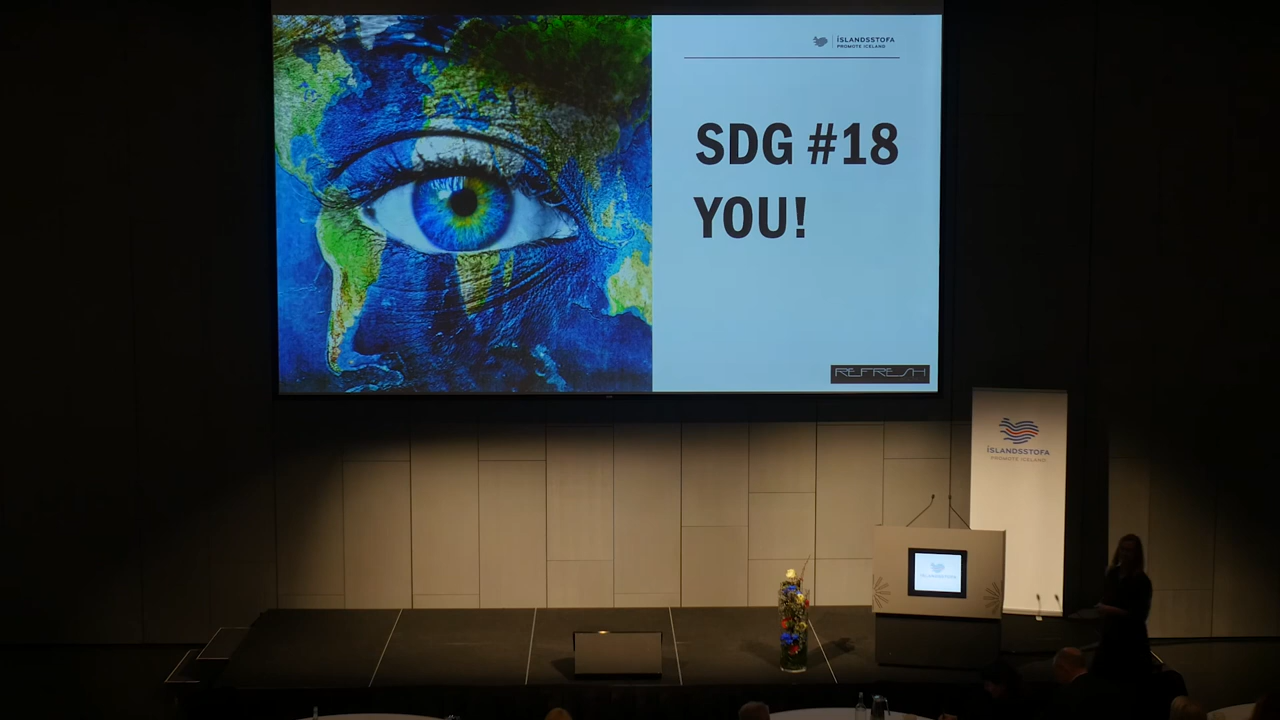 ÍSLANDSSTOFA
PROMOTE ICELAND
SDG #18
YOU!
REFRESH
ÍSLANDSSTOFA
PROMOTE ICELAND